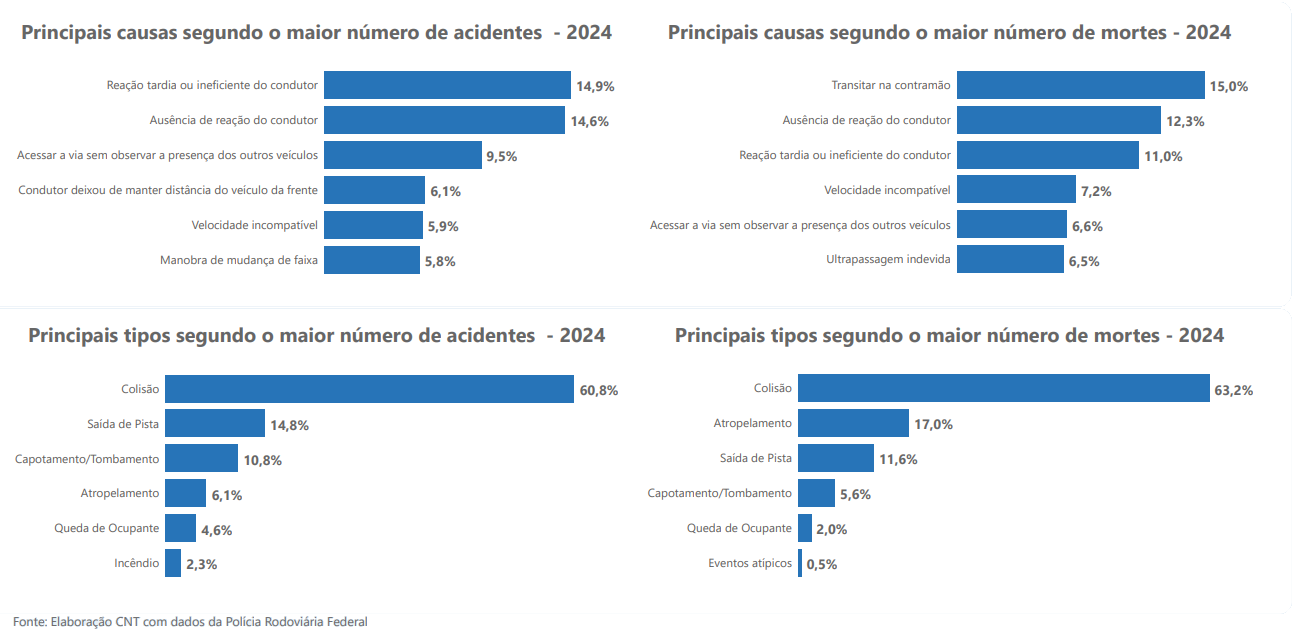 Principais causas segundo o maior número de acidentes - 2024
Reação tardia ou ineficiente do condutor 14,9%
Ausência de reação do condutor 14,6%
Acessar a via sem observar a presença dos outros veículos 9,5%
Condutor deixou de manter distância do veículo da frente 6,1%
Velocidade incompatível 5,9%
Manobra de mudança de faixa 5,8%
Principais causas segundo o maior número de mortes - 2024
Transitar na contramão 15,0%
Ausência de reação do condutor 12,3%
Reação tardia ou ineficiente do condutor 11,0%
Velocidade incompatível 7,2%
Acessar a via sem observar a presença dos outros veículos 6,6%
Ultrapassagem indevida 6,5%
Principais tipos segundo o maior número de acidentes - 2024
Colisão 60,8%
Saída de Pista 14,8%
Capotamento/Tombamento 10,8%
Atropelamento 6,1%
Queda de Ocupante 4,6%
Incêndio 2,3%
Principais tipos segundo o maior número de mortes - 2024
Colisão 63,2%
Atropelamento 17,0%
Saída de Pista 11,6%
Capotamento/Tombamento 5,6%
Queda de Ocupante 2,0%
Eventos atípicos 0,5%
Fonte: Elaboração CNT com dados da Polícia Rodoviária Federal